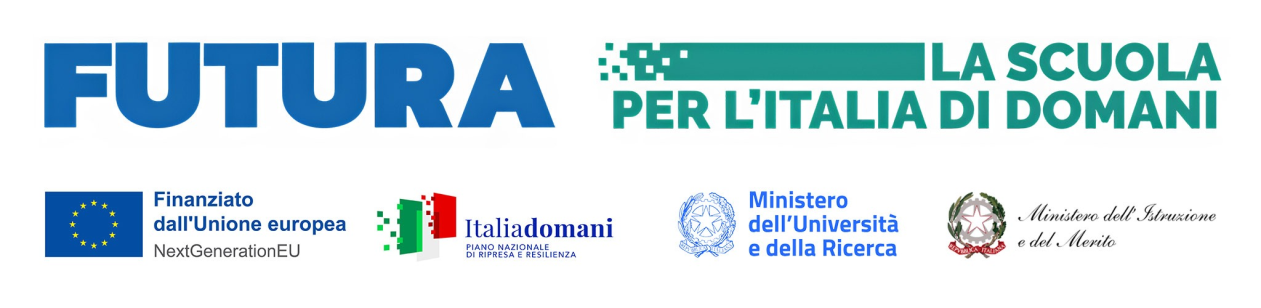 FUTURA
LA SCUOLA
PER L'ITALIA DI DOMANI
Finanziato
dall'Unione europea
NextGenerationEU
Italiadomani
PIANO NAZIONALE
DI RIPRESA E RESILIENZA
Ministero
dell'Università
e della Ricerca
Ministero dell'Istruzione
e del Merito